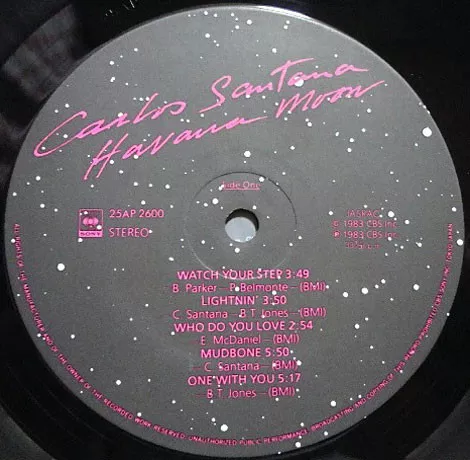 Carlos Santana
Havana Moon
Side One
25AP 2600
STEREO
CBS
SONY
JASRAC
℗ 1983 CBS Inc.
© 1983 CBS Inc.
WATCH YOUR STEP 3:49
B. Parker — P. Belmonte — (BMI)
LIGHTNIN' 3:50
C. Santana — B.T. Jones — (BMI)
WHO DO YOU LOVE 2:54
E. McDaniel — (BMI)
MUDBONE 5:50
C. Santana — (BMI)
ONE WITH YOU 5:17
B.T. Jones — (BMI)
ALL RIGHTS OF THE MANUFACTURER AND OF THE OWNER OF THE RECORDED WORK RESERVED. UNAUTHORIZED PUBLIC PERFORMANCE, BROADCASTING AND COPYING OF THIS RECORD PROHIBITED